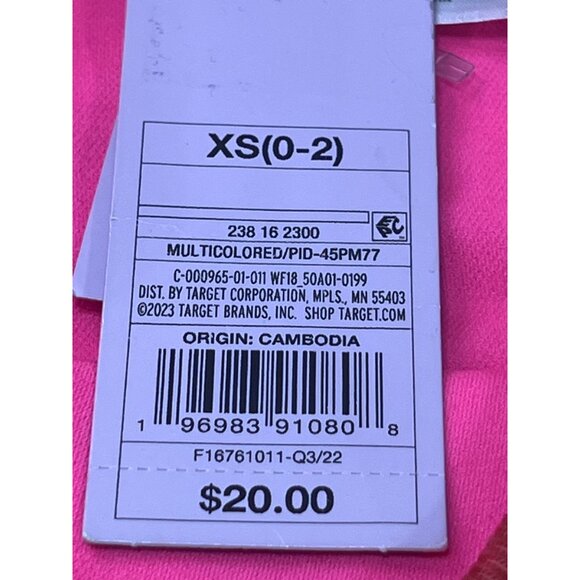 XS(0-2)
238 16 2300
MULTICOLORED/PID-45PM77
C-000965-01-011 WF18_50A01-0199
DIST. BY TARGET CORPORATION, MPLS., MN 55403
©2023 TARGET BRANDS, INC. SHOP TARGET.COM
ORIGIN: CAMBODIA
1 96983 91080 8
F16761011-Q3/22
$20.00